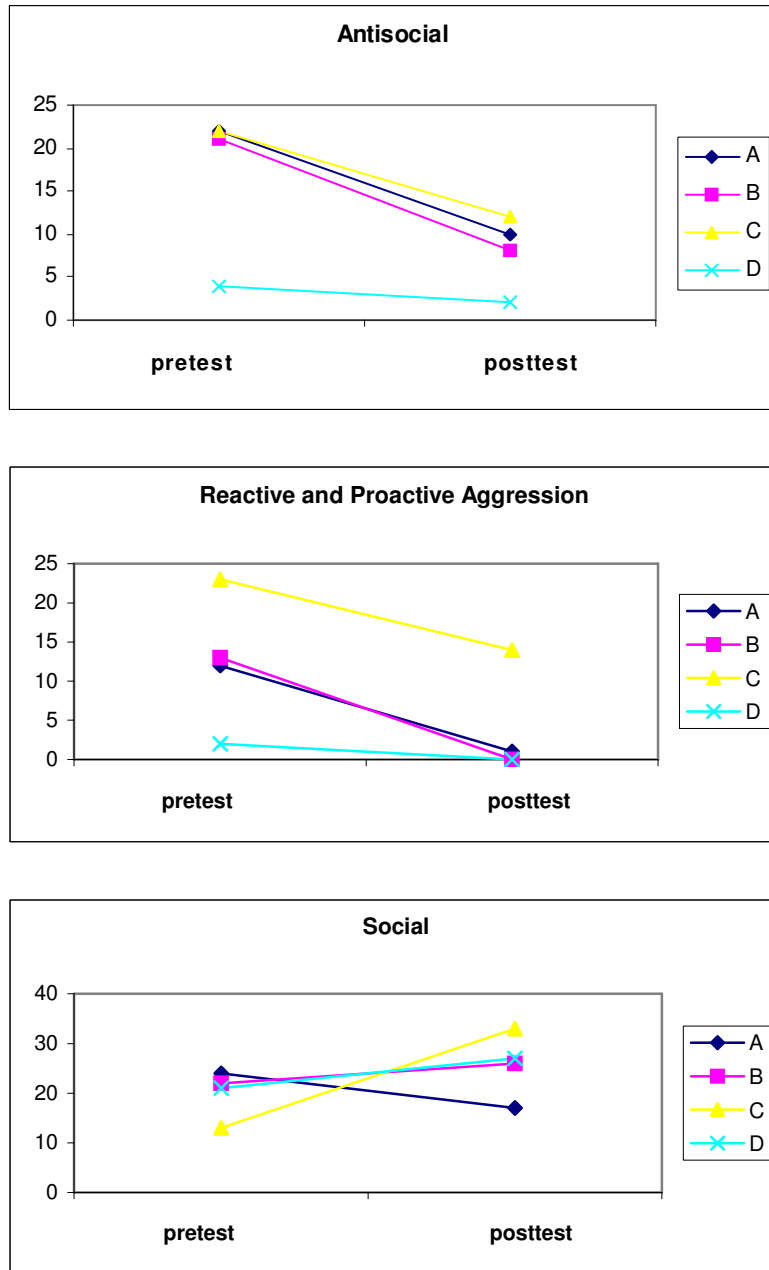 Antisocial
25
20
15
10
5
0
pretest posttest
A
B
C
D
Reactive and Proactive Aggression
25
20
15
10
5
0
pretest posttest
A
B
C
D
Social
40
30
20
10
0
pretest posttest
A
B
C
D